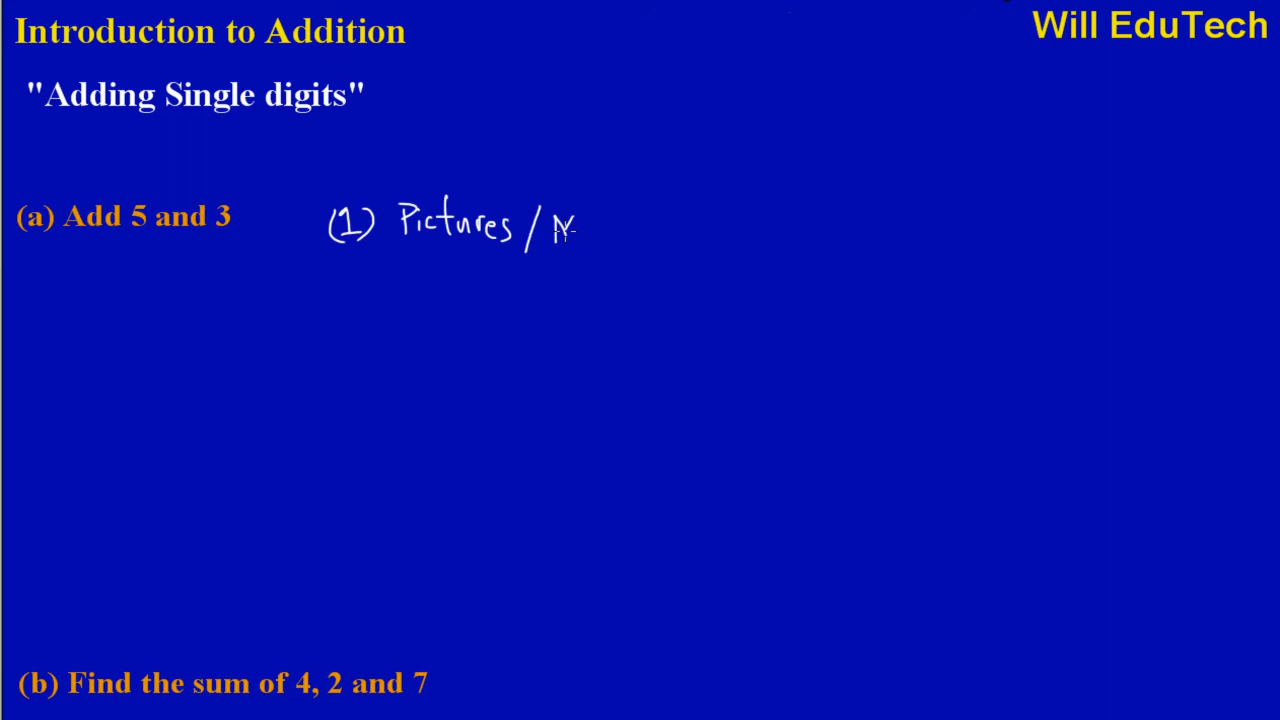 Introduction to Addition
Will EduTech
"Adding Single digits"
(a) Add 5 and 3
(1) Pictures /
(b) Find the sum of 4, 2 and 7